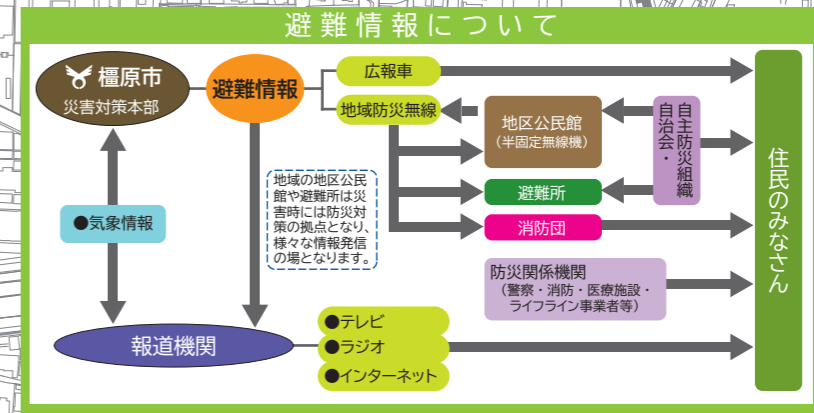 避難情報について
橿原市
災害対策本部
避難情報
広報車
地域防災無線
地区公民館
（半固定無線機）
自治会・
自主防災組織
避難所
消防団
住民のみなさん
●気象情報
地域の地区公民
館や避難所は災
害時には防災対
策の拠点となり、
様々な情報発信
の場となります。
防災関係機関
（警察・消防・医療施設・
ライフライン事業者等）
報道機関
●テレビ
●ラジオ
●インターネット